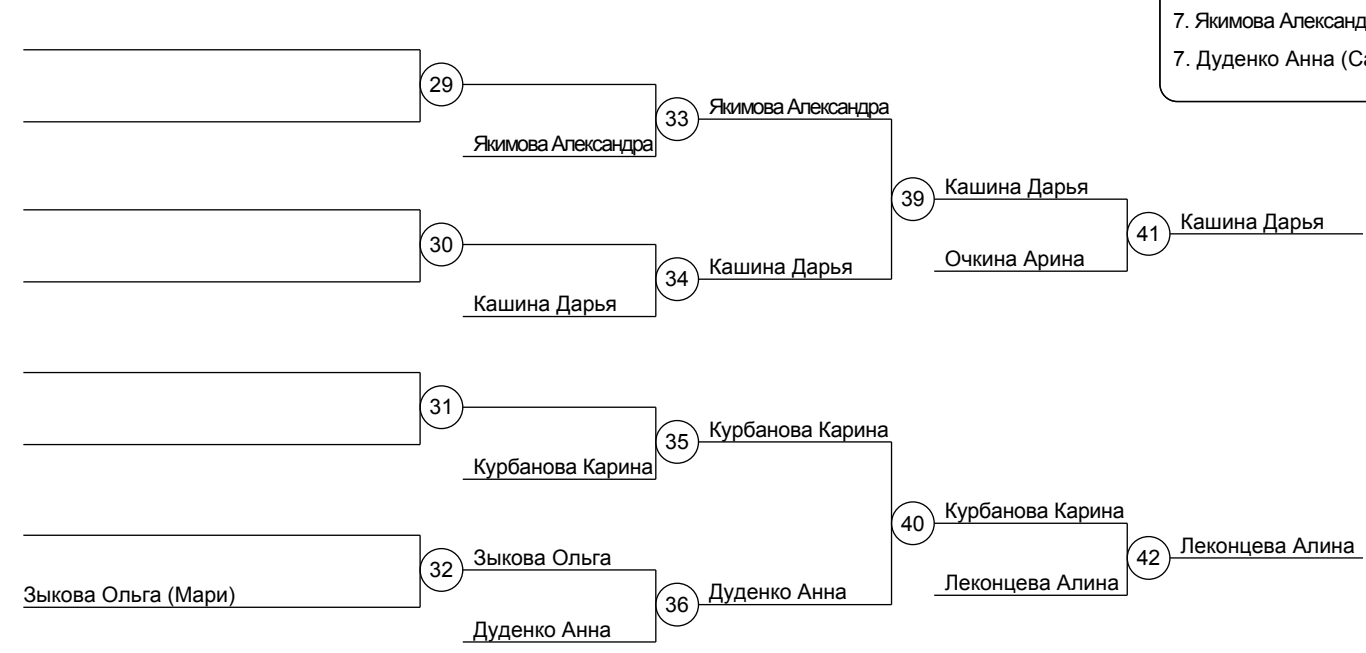 7. Якимова Александ
7. Дуденко Анна (Са
29
33
Якимова Александра
Якимова Александра
39
Кашина Дарья
41
Кашина Дарья
30
34
Кашина Дарья
Очкина Арина
Кашина Дарья
31
35
Курбанова Карина
Курбанова Карина
40
Курбанова Карина
42
Леконцева Алина
32
Зыкова Ольга
Зыкова Ольга (Мари)
36
Дуденко Анна
Леконцева Алина
Дуденко Анна